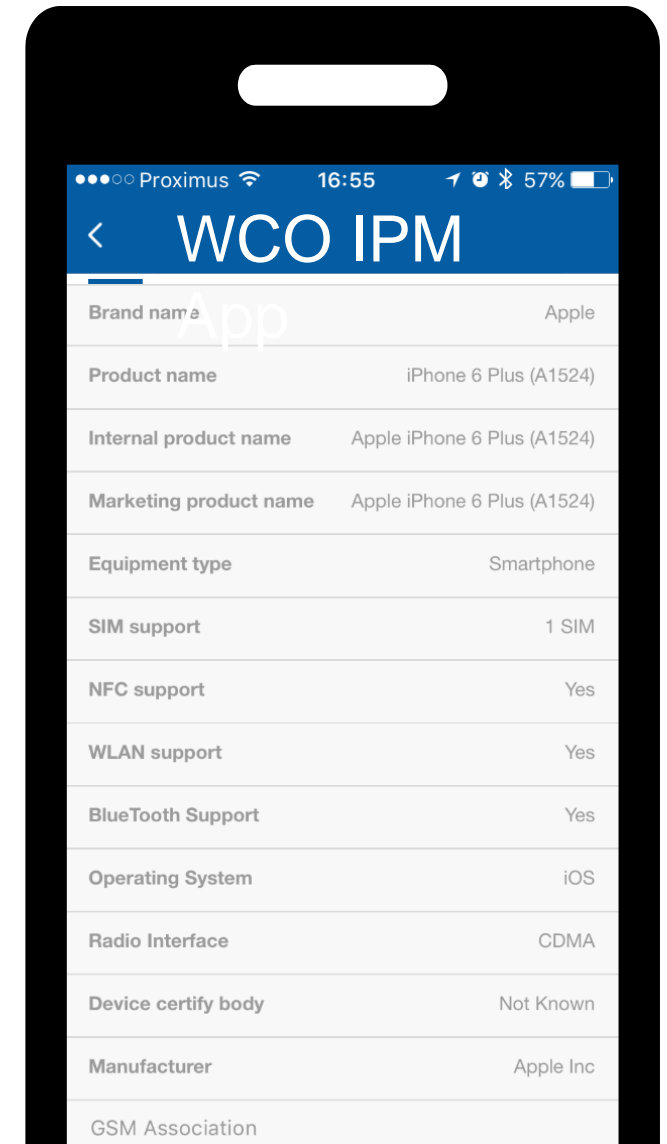 Proximus 16:55 57%
WCO IPM
App
Brand name Apple
Product name iPhone 6 Plus (A1524)
Internal product name Apple iPhone 6 Plus (A1524)
Marketing product name Apple iPhone 6 Plus (A1524)
Equipment type Smartphone
SIM support 1 SIM
NFC support Yes
WLAN support Yes
BlueTooth Support Yes
Operating System iOS
Radio Interface CDMA
Device certify body Not Known
Manufacturer Apple Inc
GSM Association